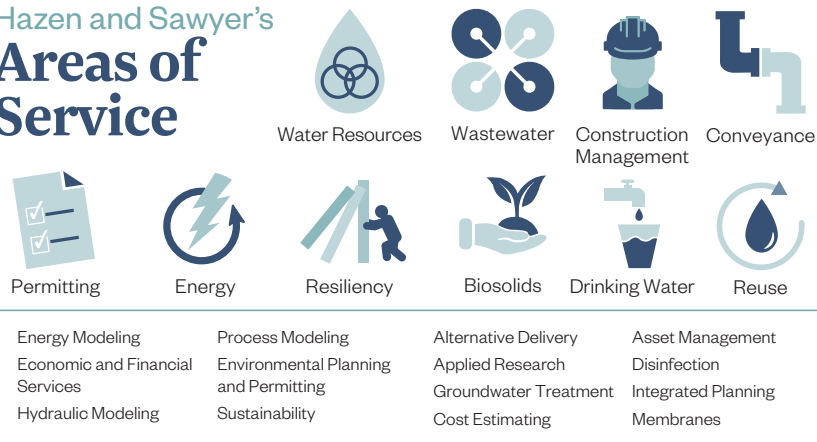 Hazen and Sawyer's
Areas of
Service
Water Resources
Wastewater
Construction
Management
Conveyance
Permitting
Energy
Resiliency
Biosolids
Drinking Water
Reuse
Energy Modeling
Economic and Financial
Services
Hydraulic Modeling
Process Modeling
Environmental Planning
and Permitting
Sustainability
Alternative Delivery
Applied Research
Groundwater Treatment
Cost Estimating
Asset Management
Disinfection
Integrated Planning
Membranes